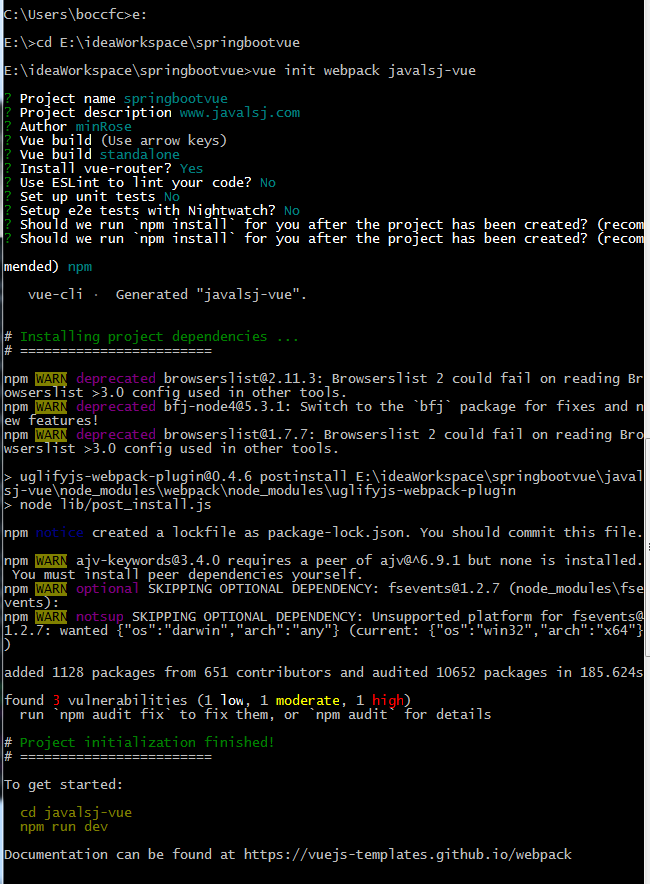 C:\Users\boccfc>e:
E:\>cd E:\ideaWorkspace\springbootvue
E:\ideaWorkspace\springbootvue>vue init webpack javalsj-vue
? Project name springbootvue
? Project description www.javalsj.com
? Author minRose
? Vue build (Use arrow keys)
? Vue build standalone
? Install vue-router? Yes
? Use ESLint to lint your code? No
? Set up unit tests No
? Setup e2e tests with Nightwatch? No
? Should we run `npm install` for you after the project has been created? (recom
? Should we run `npm install` for you after the project has been created? (recom
mended) npm
vue-cli · Generated "javalsj-vue".
# Installing project dependencies ...
# ========================
npm WARN deprecated browserslist@2.11.3: Browserslist 2 could fail on reading Br
owserslist >3.0 config used in other tools.
npm WARN deprecated bfj-node4@5.3.1: Switch to the `bfj` package for fixes and n
ew features!
npm WARN deprecated browserslist@1.7.7: Browserslist 2 could fail on reading Bro
wserslist >3.0 config used in other tools.
> uglifyjs-webpack-plugin@0.4.6 postinstall E:\ideaWorkspace\springbootvue\javal
sj-vue\node_modules\webpack\node_modules\uglifyjs-webpack-plugin
> node lib/post_install.js
npm notice created a lockfile as package-lock.json. You should commit this file.
npm WARN ajv-keywords@3.4.0 requires a peer of ajv@^6.9.1 but none is installed.
You must install peer dependencies yourself.
npm WARN optional SKIPPING OPTIONAL DEPENDENCY: fsevents@1.2.7 (node_modules\fse
vents):
npm WARN notsup SKIPPING OPTIONAL DEPENDENCY: Unsupported platform for fsevents@
1.2.7: wanted {"os":"darwin","arch":"any"} (current: {"os":"win32","arch":"x64"}
)
added 1128 packages from 651 contributors and audited 10652 packages in 185.624s
found 3 vulnerabilities (1 low, 1 moderate, 1 high)
run `npm audit fix` to fix them, or `npm audit` for details
# Project initialization finished!
# ========================
To get started:
cd javalsj-vue
npm run dev
Documentation can be found at https://vuejs-templates.github.io/webpack